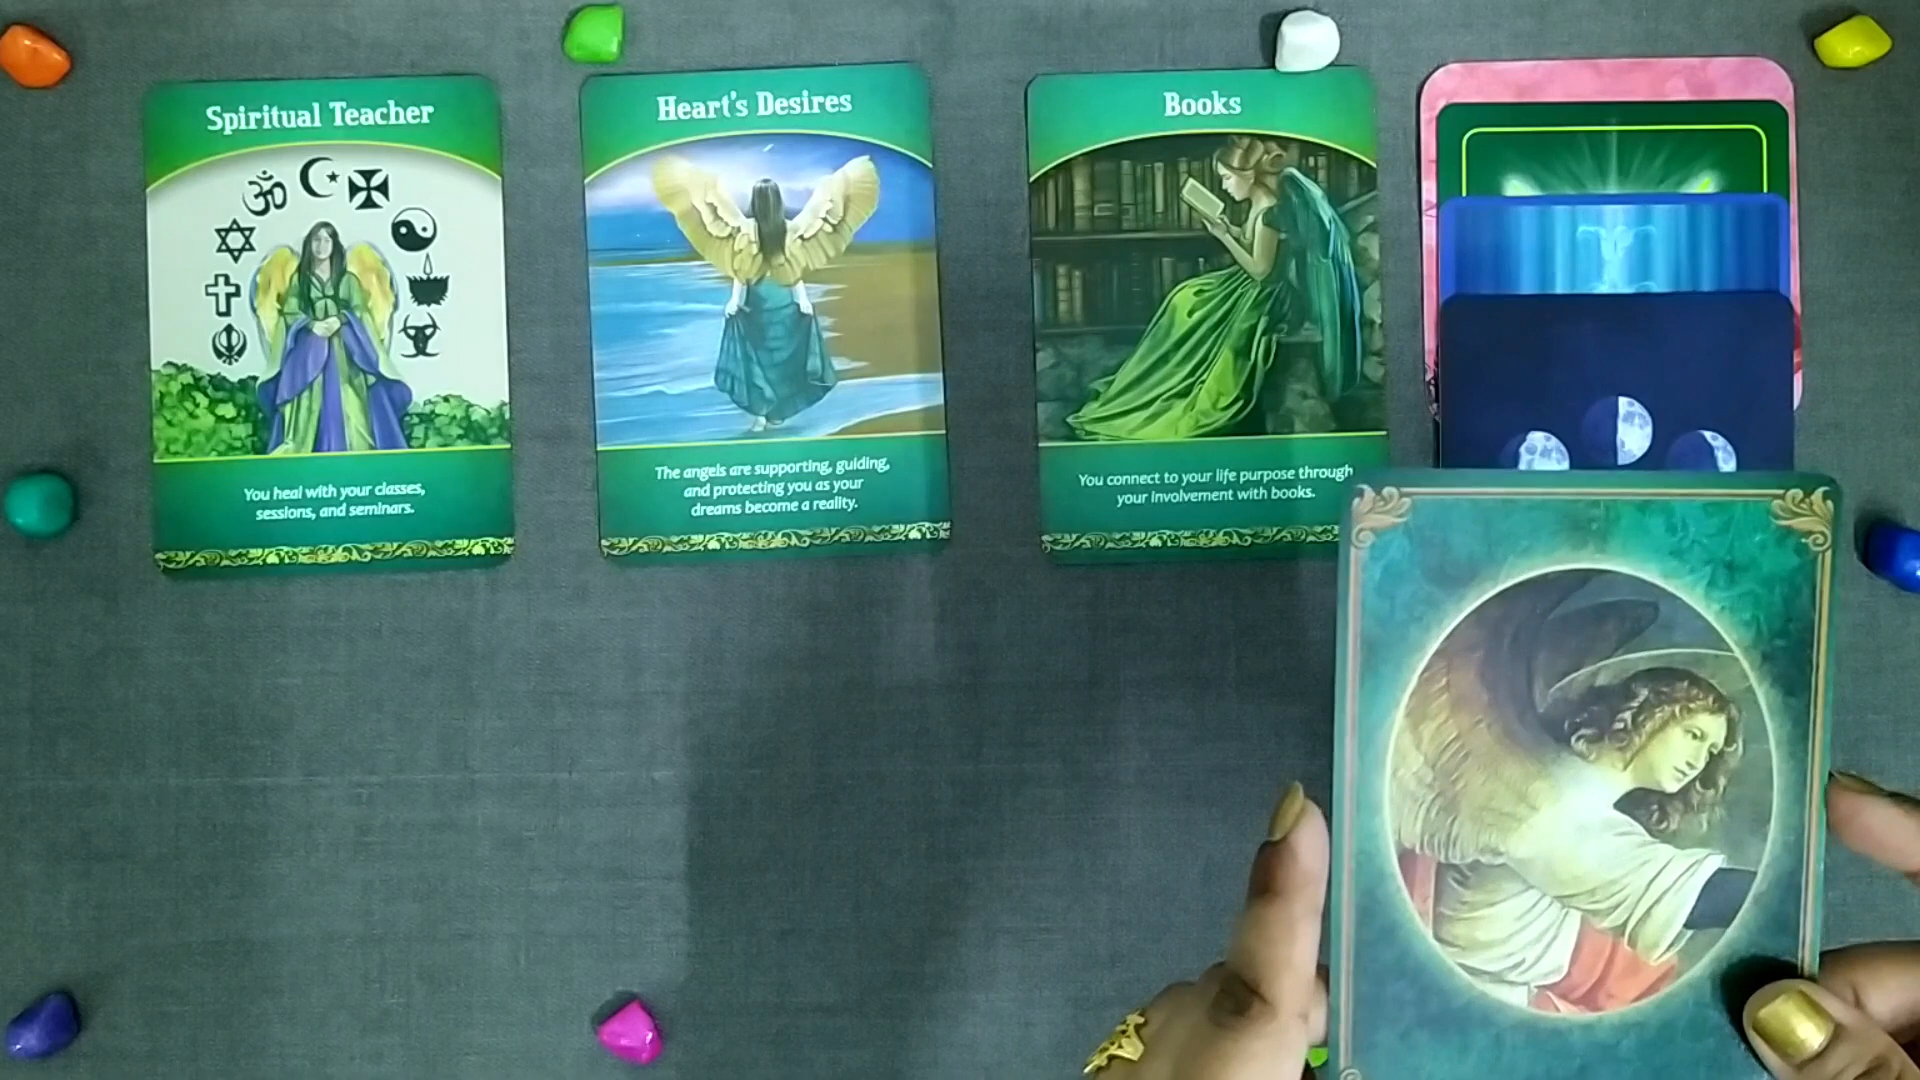 Spiritual Teacher
You heal with your classes,
sessions, and seminars.
Heart's Desires
The angels are supporting, guiding,
and protecting you as your
dreams become a reality.
Books
You connect to your life purpose through
your involvement with books.